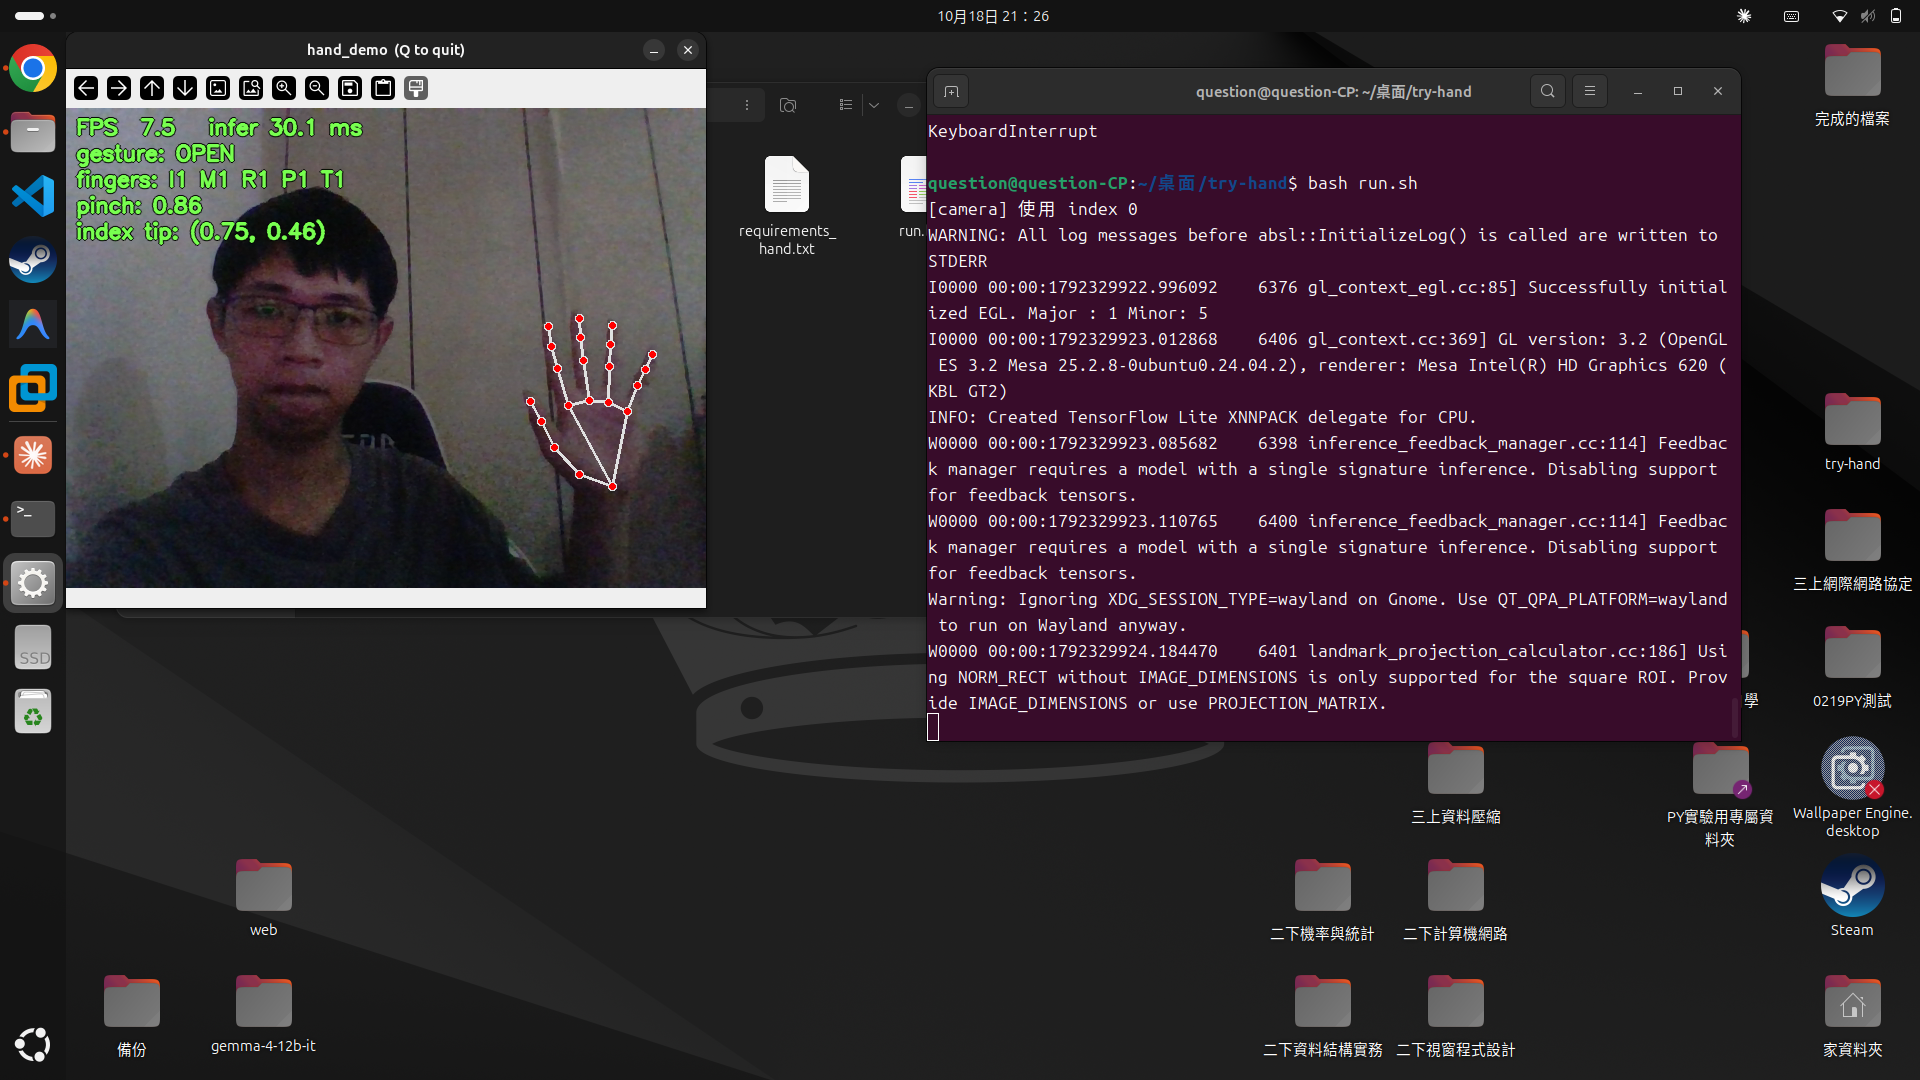 10月18日 21：26
hand_demo (Q to quit)
FPS 7.5 infer 30.1 ms
gesture: OPEN
fingers: I1 M1 R1 P1 T1
pinch: 0.86
index tip: (0.75, 0.46)
requirements_
hand.txt
run.
question@question-CP: ~/桌面/try-hand
KeyboardInterrupt
question@question-CP:~/桌面/try-hand$ bash run.sh
[camera] 使用 index 0
WARNING: All log messages before absl::InitializeLog() is called are written to
STDERR
I0000 00:00:1792329922.996092    6376 gl_context_egl.cc:85] Successfully initial
ized EGL. Major : 1 Minor: 5
I0000 00:00:1792329923.012868    6406 gl_context.cc:369] GL version: 3.2 (OpenGL
 ES 3.2 Mesa 25.2.8-0ubuntu0.24.04.2), renderer: Mesa Intel(R) HD Graphics 620 (
KBL GT2)
INFO: Created TensorFlow Lite XNNPACK delegate for CPU.
W0000 00:00:1792329923.085682    6398 inference_feedback_manager.cc:114] Feedbac
k manager requires a model with a single signature inference. Disabling support
for feedback tensors.
W0000 00:00:1792329923.110765    6400 inference_feedback_manager.cc:114] Feedbac
k manager requires a model with a single signature inference. Disabling support
for feedback tensors.
Warning: Ignoring XDG_SESSION_TYPE=wayland on Gnome. Use QT_QPA_PLATFORM=wayland
 to run on Wayland anyway.
W0000 00:00:1792329924.184470    6401 landmark_projection_calculator.cc:186] Usi
ng NORM_RECT without IMAGE_DIMENSIONS is only supported for the square ROI. Prov
ide IMAGE_DIMENSIONS or use PROJECTION_MATRIX.
SSD
完成的檔案
try-hand
三上網際網路協定
學
0219PY測試
三上資料壓縮
PY實驗用專屬資
料夾
Wallpaper Engine.
desktop
web
二下機率與統計
二下計算機網路
Steam
備份
gemma-4-12b-it
二下資料結構實務
二下視窗程式設計
家資料夾